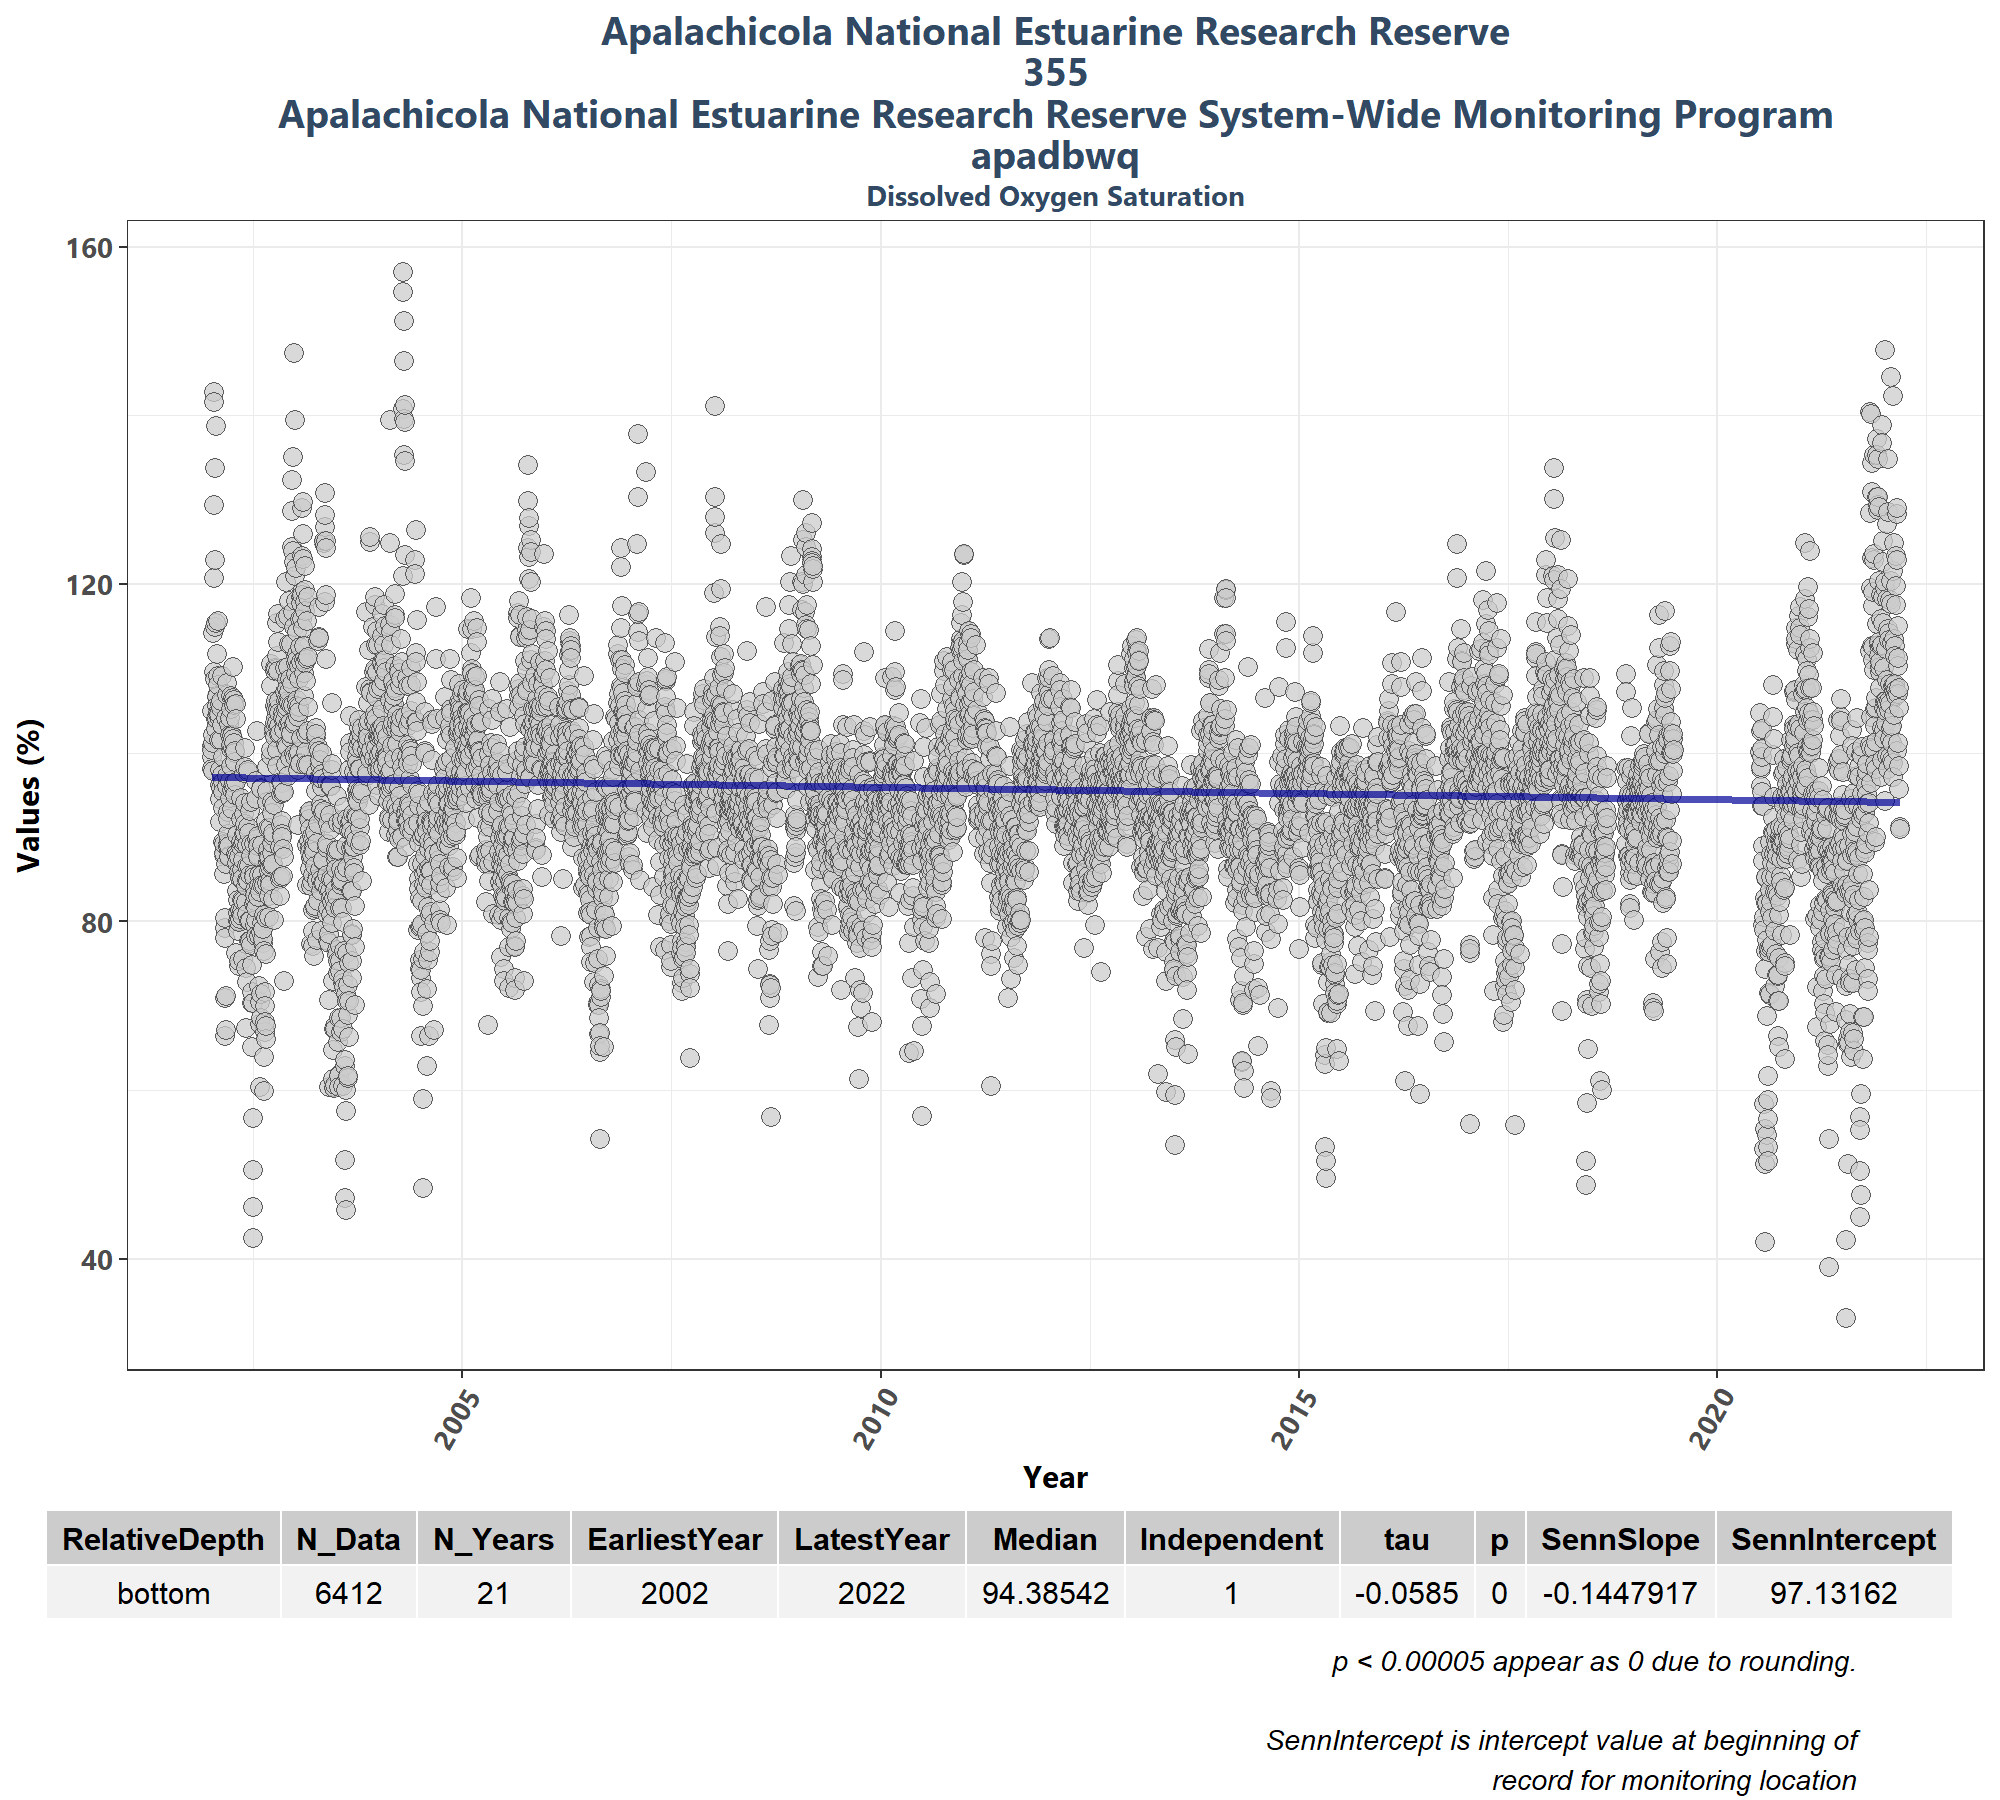 Apalachicola National Estuarine Research Reserve
355
Apalachicola National Estuarine Research Reserve System-Wide Monitoring Program
apadbwq
Dissolved Oxygen Saturation
160
120
80
40
Values (%)
2005 2010 2015 2020
Year
RelativeDepth N_Data N_Years EarliestYear LatestYear Median Independent tau p SennSlope SennIntercept
bottom 6412 21 2002 2022 94.38542 1 -0.0585 0 -0.1447917 97.13162
p < 0.00005 appear as 0 due to rounding.
SennIntercept is intercept value at beginning of
record for monitoring location